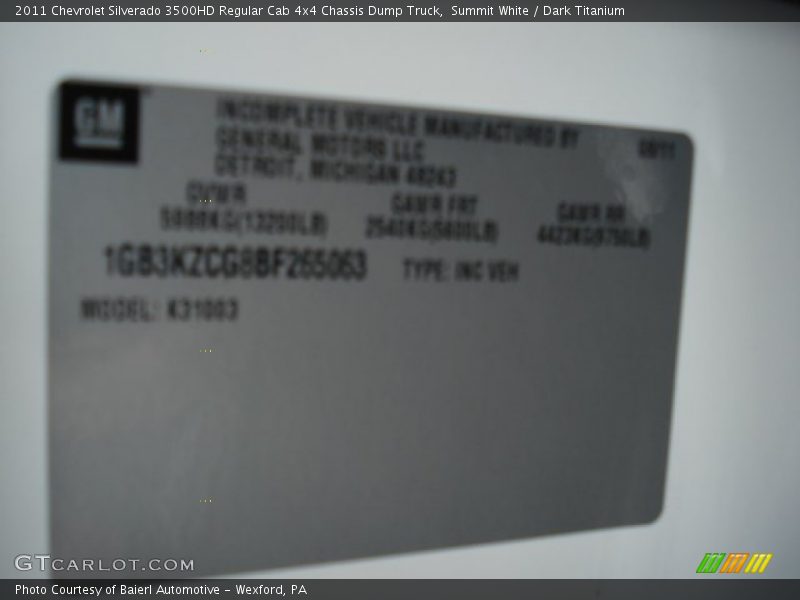 2011 Chevrolet Silverado 3500HD Regular Cab 4x4 Chassis Dump Truck, Summit White / Dark Titanium
GM
INCOMPLETE VEHICLE MANUFACTURED BY
GENERAL MOTORS LLC
DETROIT, MICHIGAN 48243
GVWR GAWR FRT GAWR RR
(13200LB) 2540KG(5600LB) 4423KG(9750LB)
1GB3KZCG8BF265063 TYPE: INC VEH
MODEL: K31003
GTCARLOT.COM
Photo Courtesy of Baierl Automotive - Wexford, PA